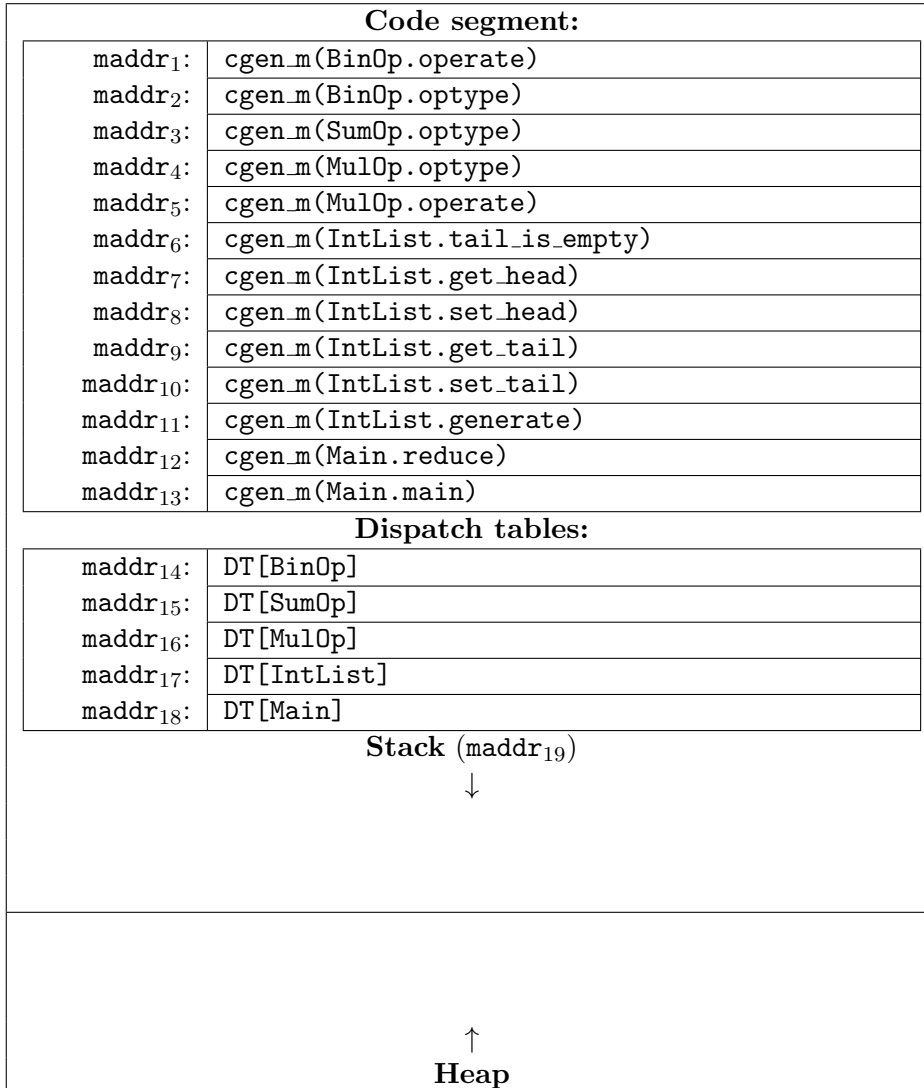 Code segment:
maddr₁: cgen_m(BinOp.operate)
maddr₂: cgen_m(BinOp.optype)
maddr₃: cgen_m(SumOp.optype)
maddr₄: cgen_m(MulOp.optype)
maddr₅: cgen_m(MulOp.operate)
maddr₆: cgen_m(IntList.tail_is_empty)
maddr₇: cgen_m(IntList.get_head)
maddr₈: cgen_m(IntList.set_head)
maddr₉: cgen_m(IntList.get_tail)
maddr₁₀: cgen_m(IntList.set_tail)
maddr₁₁: cgen_m(IntList.generate)
maddr₁₂: cgen_m(Main.reduce)
maddr₁₃: cgen_m(Main.main)
Dispatch tables:
maddr₁₄: DT[BinOp]
maddr₁₅: DT[SumOp]
maddr₁₆: DT[MulOp]
maddr₁₇: DT[IntList]
maddr₁₈: DT[Main]
Stack (maddr₁₉)
↓
↑
Heap